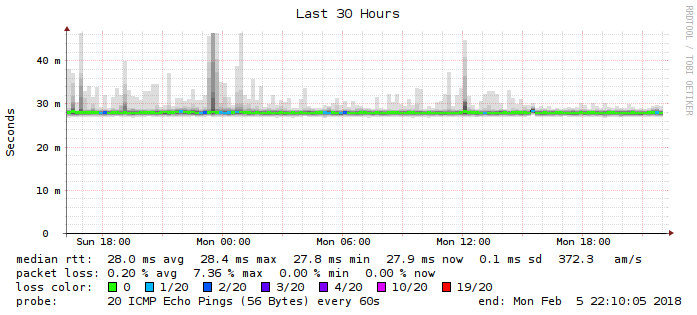 Last 30 Hours
RRDTOOL / TOBI OETIKER
Seconds
40 m
30 m
20 m
10 m
0
Sun 18:00 Mon 00:00 Mon 06:00 Mon 12:00 Mon 18:00
median rtt: 28.0 ms avg 28.4 ms max 27.8 ms min 27.9 ms now 0.1 ms sd 372.3 am/s
packet loss: 0.20 % avg 7.36 % max 0.00 % min 0.00 % now
loss color: 0 1/20 2/20 3/20 4/20 10/20 19/20
probe: 20 ICMP Echo Pings (56 Bytes) every 60s end: Mon Feb 5 22:10:05 2018